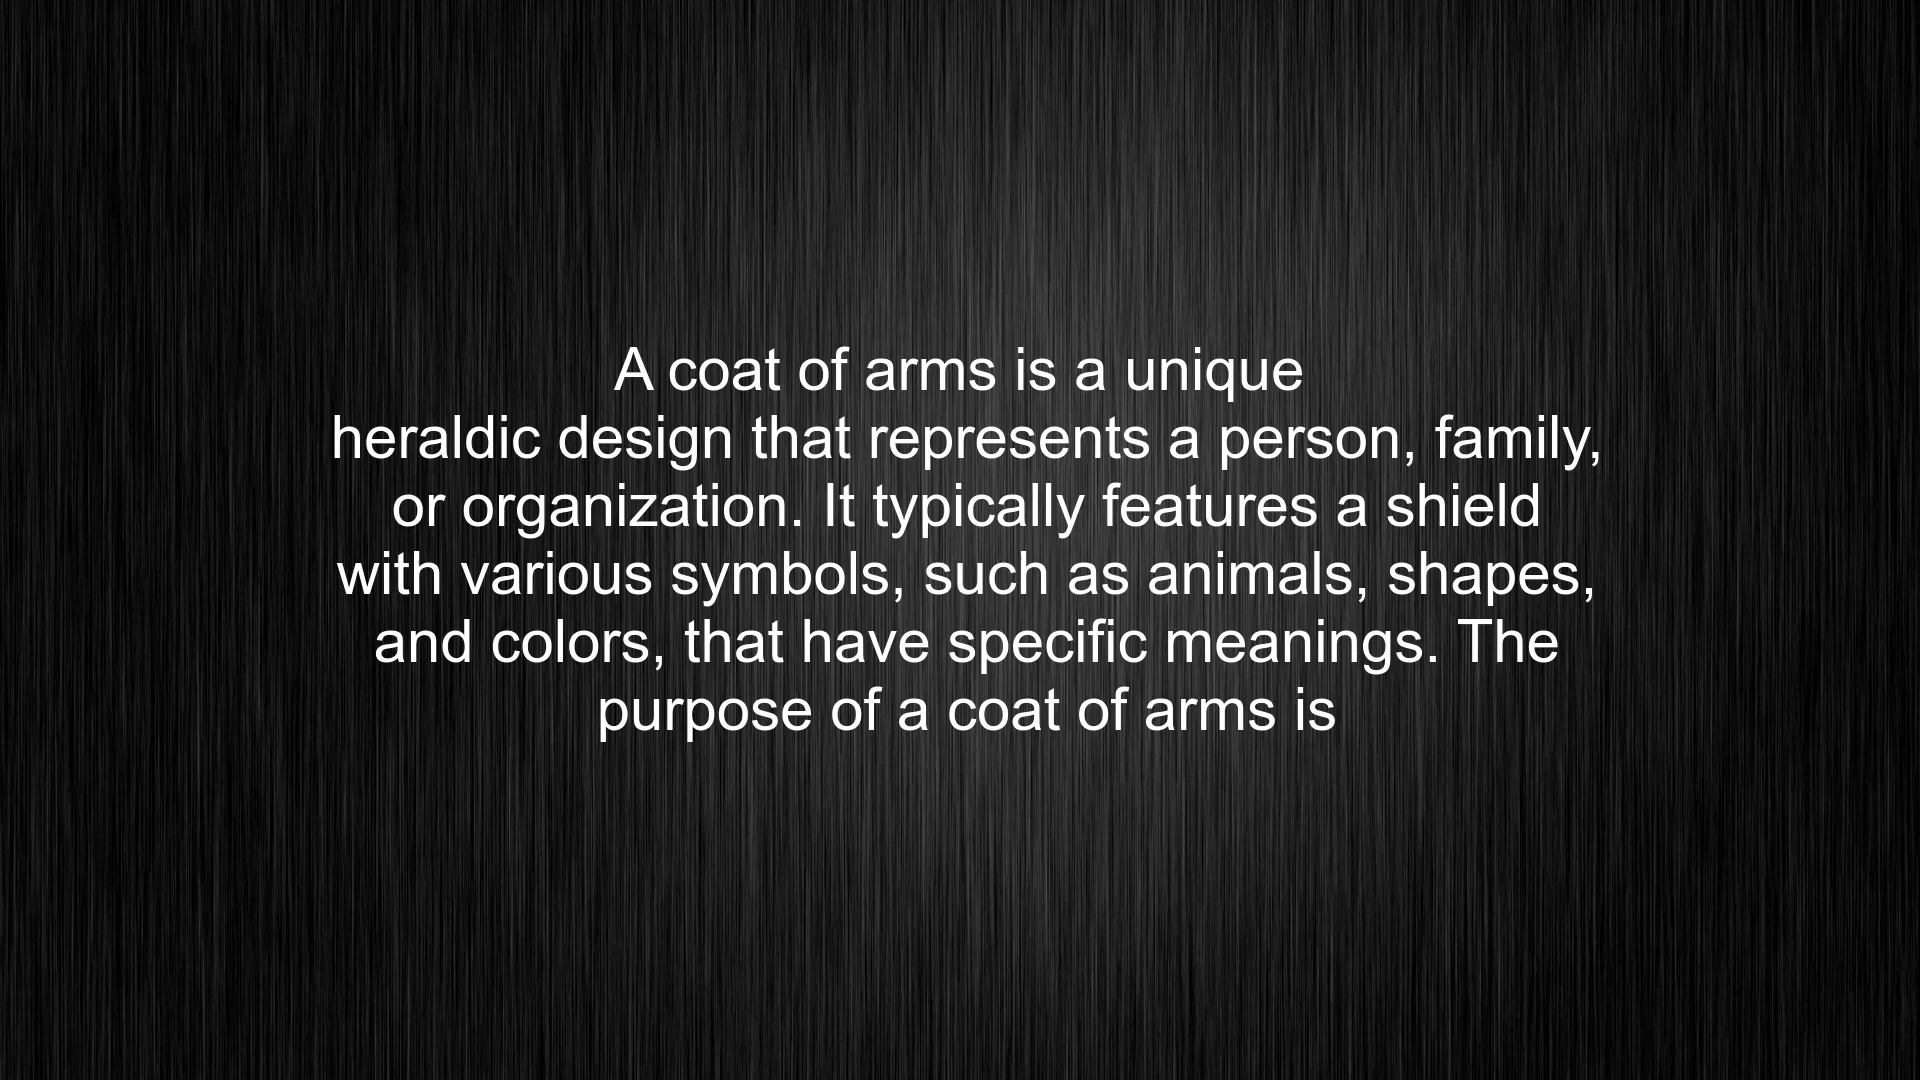 A coat of arms is a unique
heraldic design that represents a person, family,
or organization. It typically features a shield
with various symbols, such as animals, shapes,
and colors, that have specific meanings. The
purpose of a coat of arms is